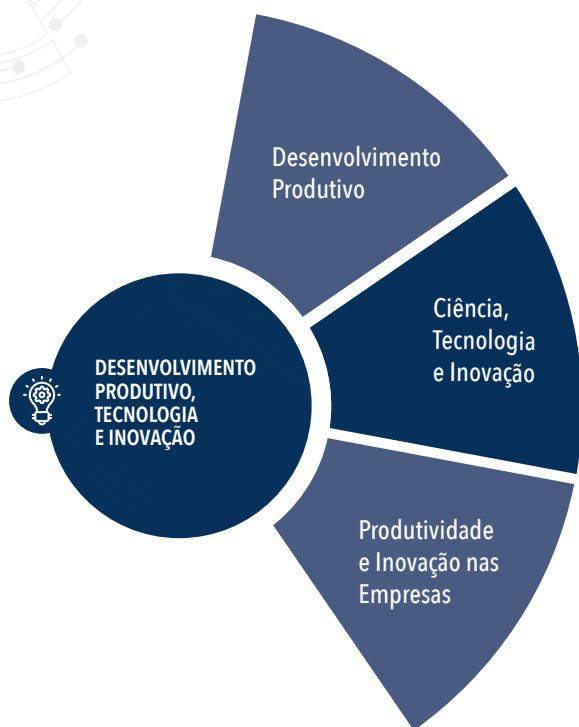 Desenvolvimento
Produtivo
Ciência,
Tecnologia
e Inovação
DESENVOLVIMENTO
PRODUTIVO,
TECNOLOGIA
E INOVAÇÃO
Produtividade
e Inovação nas
Empresas